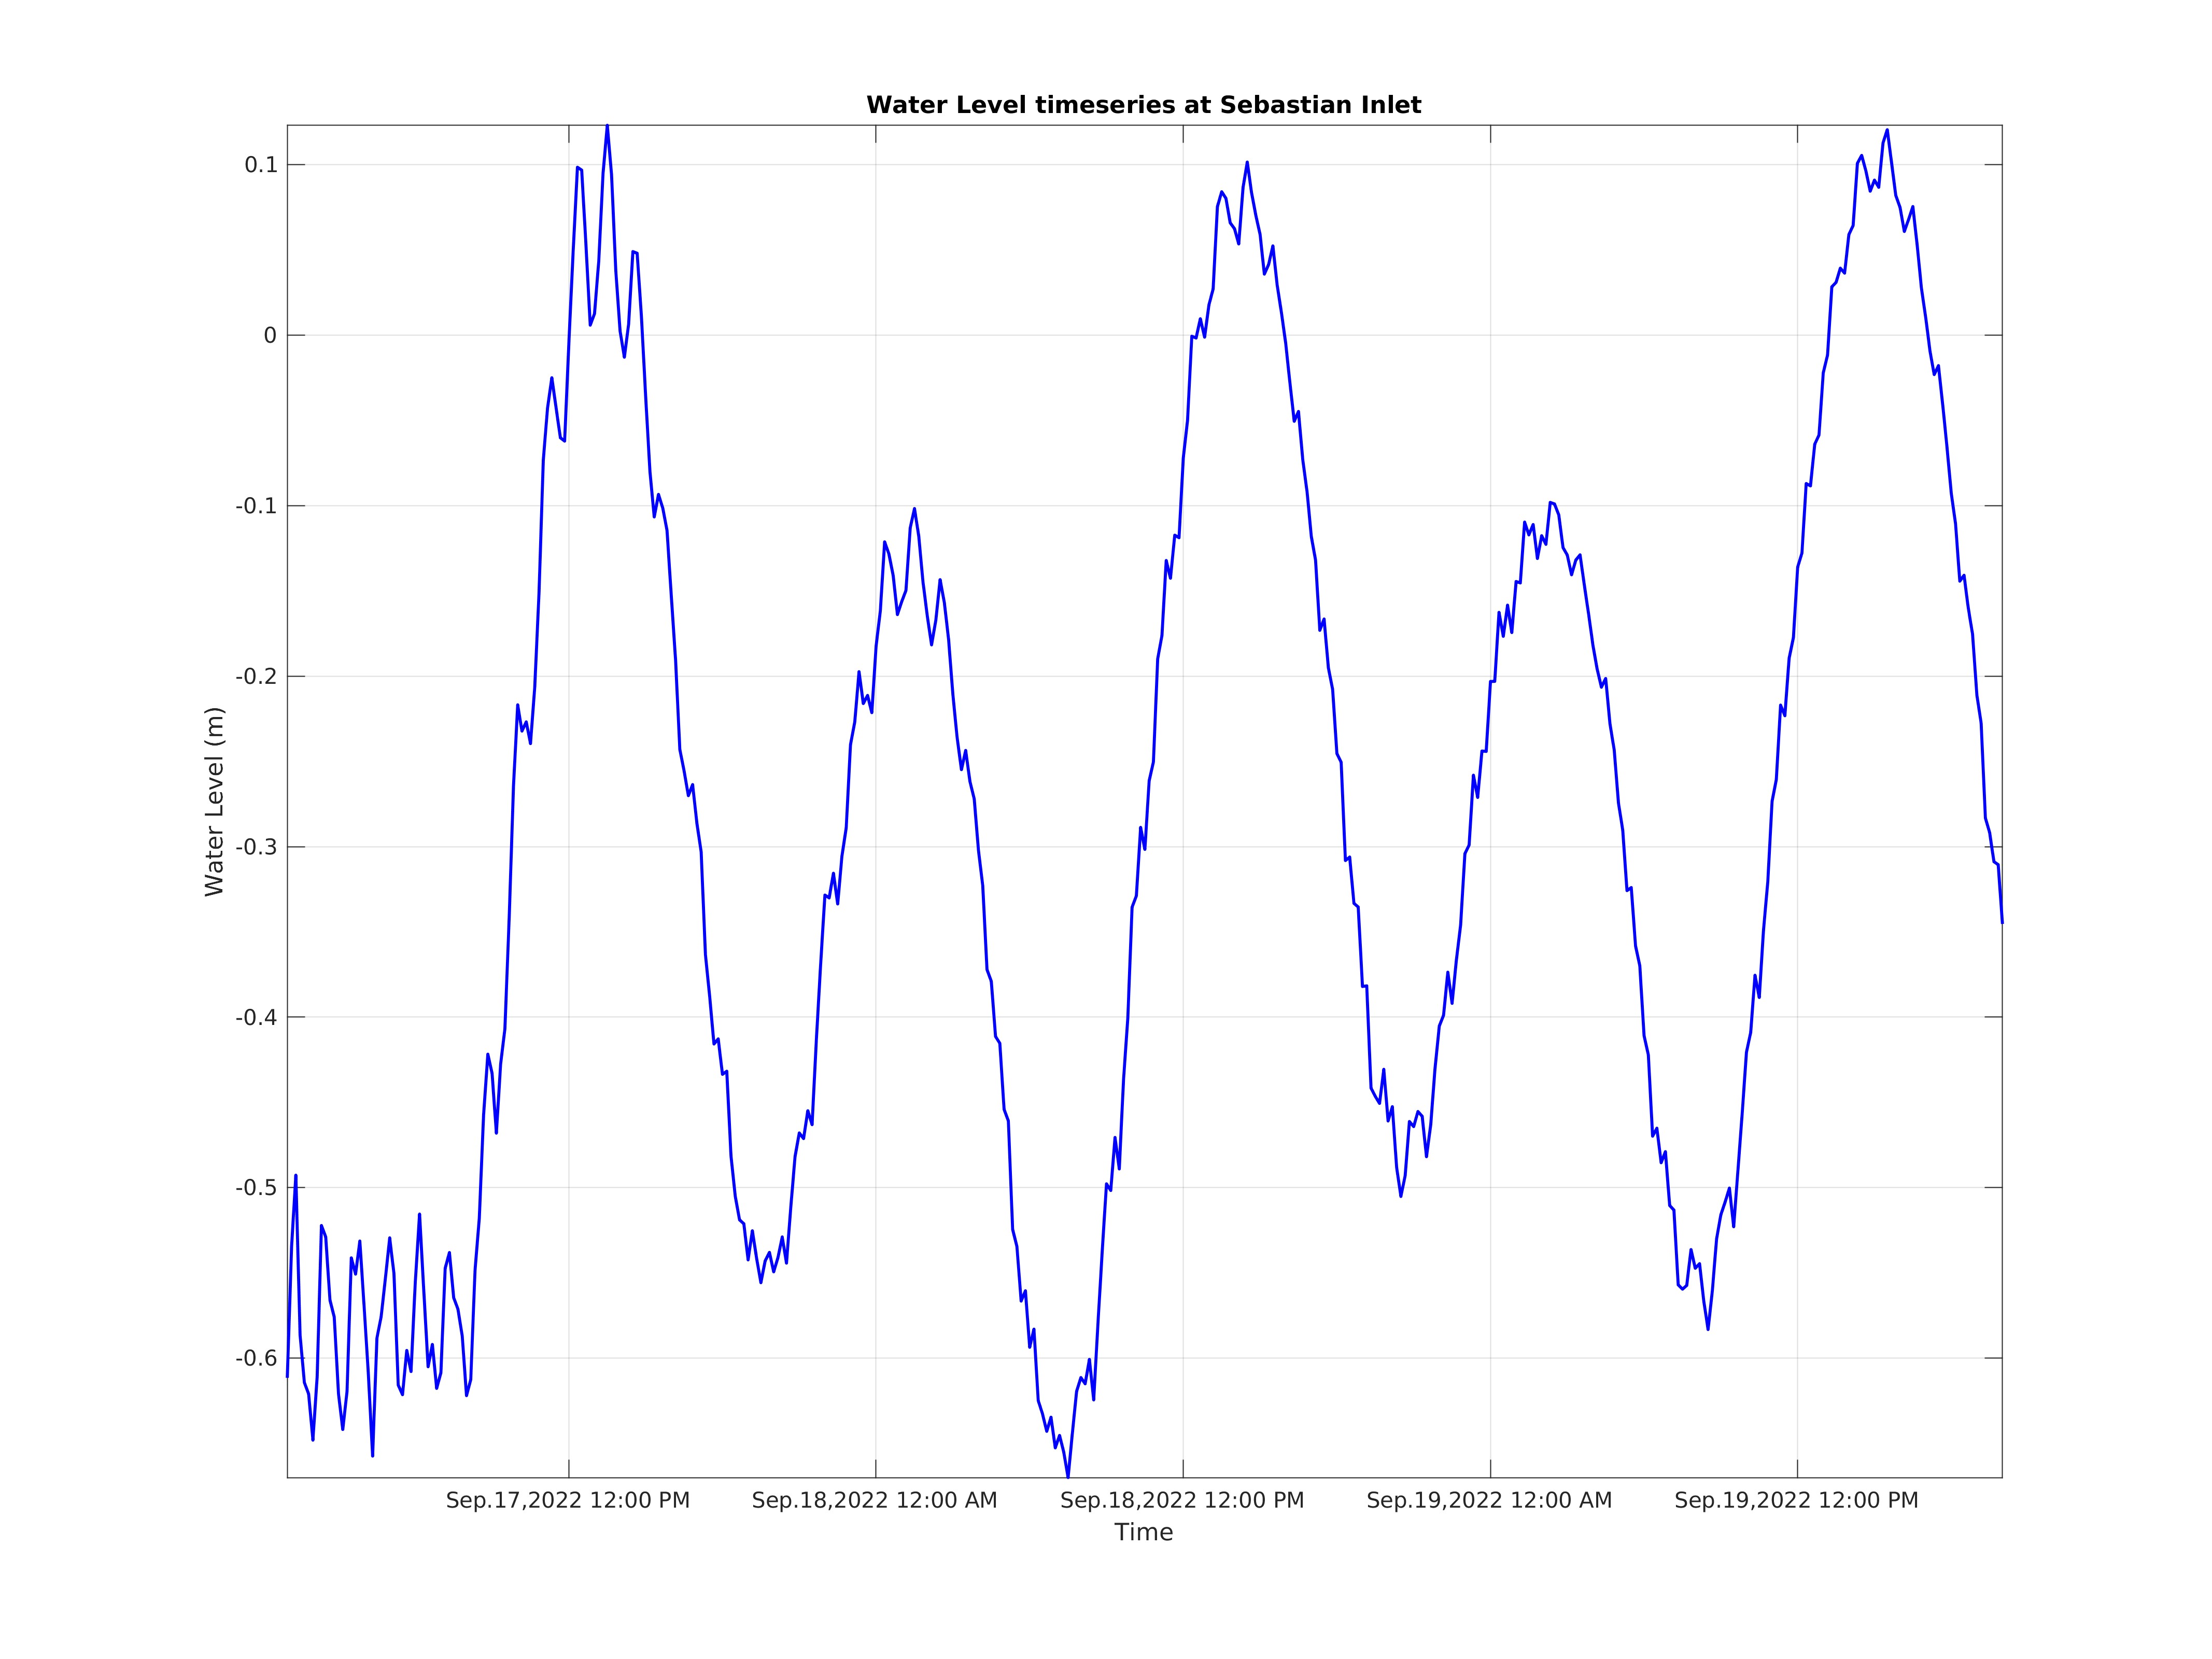 Water Level timeseries at Sebastian Inlet
0.1
0
-0.1
-0.2
-0.3
-0.4
-0.5
-0.6
Water Level (m)
Sep.17,2022 12:00 PM
Sep.18,2022 12:00 AM
Sep.18,2022 12:00 PM
Sep.19,2022 12:00 AM
Sep.19,2022 12:00 PM
Time